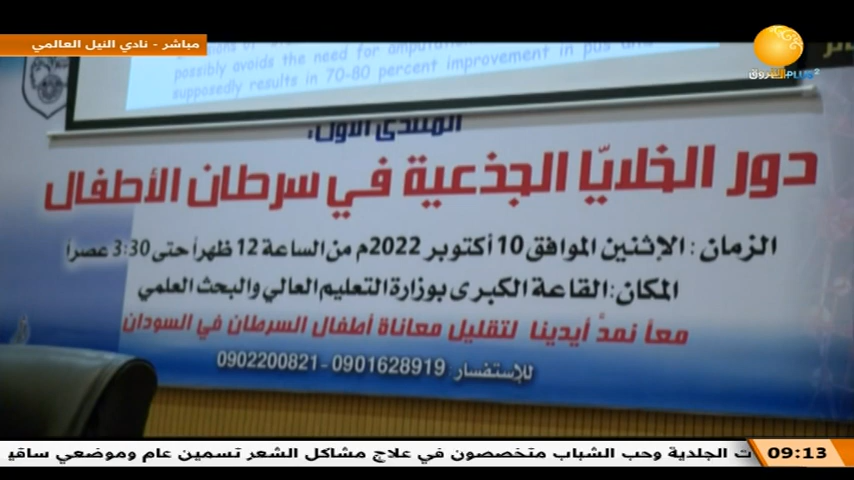 مباشر - نادي النيل العالمي
الشروق PLUS²
possibly avoids the need for
supposedly results in 70-80 percent improvement in pus
المنتدى الأول:
دور الخلايا الجذعية في سرطان الأطفال
الزمان : الإثنين الموافق 10 أكتوبر 2022م من الساعة 12 ظهراً حتى 3:30 عصراً
المكان: القاعة الكبرى بوزارة التعليم العالي والبحث العلمي
معاً نمدَّ أيدينا لتقليل معاناة أطفال السرطان في السودان
للإستفسار : 0901628919 - 0902200821
ت الجلدية وحب الشباب متخصصون في علاج مشاكل الشعر تسمين عام وموضعي ساقي
09:13